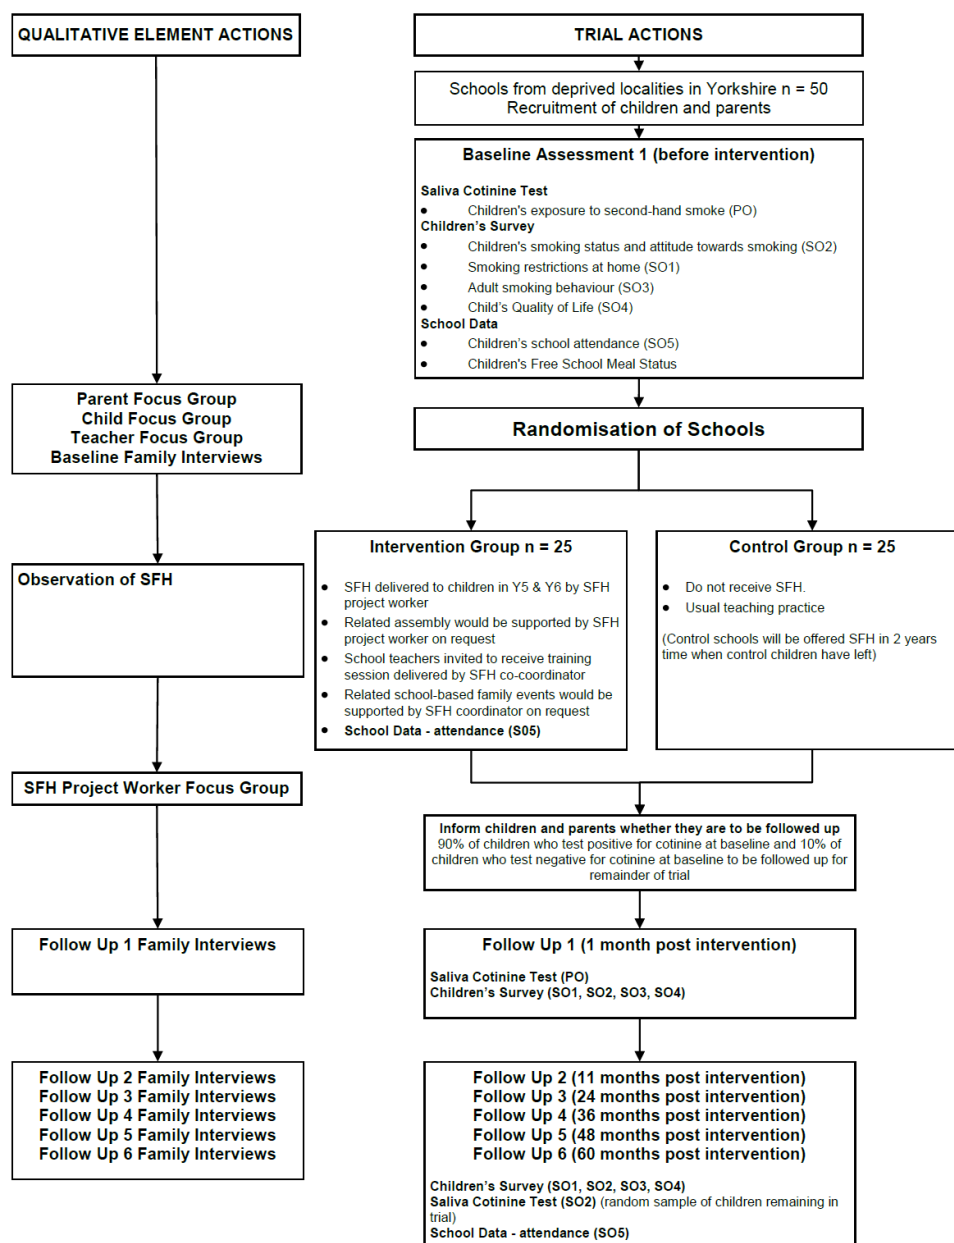 QUALITATIVE ELEMENT ACTIONS
Parent Focus Group
Child Focus Group
Teacher Focus Group
Baseline Family Interviews
Observation of SFH
SFH Project Worker Focus Group
Follow Up 1 Family Interviews
Follow Up 2 Family Interviews
Follow Up 3 Family Interviews
Follow Up 4 Family Interviews
Follow Up 5 Family Interviews
Follow Up 6 Family Interviews
TRIAL ACTIONS
Schools from deprived localities in Yorkshire n = 50
Recruitment of children and parents
Baseline Assessment 1 (before intervention)
Saliva Cotinine Test
● Children's exposure to second-hand smoke (PO)
Children's Survey
● Children's smoking status and attitude towards smoking (SO2)
● Smoking restrictions at home (SO1)
● Adult smoking behaviour (SO3)
● Child's Quality of Life (SO4)
School Data
● Children's school attendance (SO5)
● Children's Free School Meal Status
Randomisation of Schools
Intervention Group n = 25
● SFH delivered to children in Y5 & Y6 by SFH
project worker
● Related assembly would be supported by SFH
project worker on request
● School teachers invited to receive training
session delivered by SFH co-coordinator
● Related school-based family events would be
supported by SFH coordinator on request
● School Data - attendance (S05)
Control Group n = 25
● Do not receive SFH.
● Usual teaching practice
(Control schools will be offered SFH in 2 years
time when control children have left)
Inform children and parents whether they are to be followed up
90% of children who test positive for cotinine at baseline and 10% of
children who test negative for cotinine at baseline to be followed up for
remainder of trial
Follow Up 1 (1 month post intervention)
Saliva Cotinine Test (PO)
Children's Survey (SO1, SO2, SO3, SO4)
Follow Up 2 (11 months post intervention)
Follow Up 3 (24 months post intervention)
Follow Up 4 (36 months post intervention)
Follow Up 5 (48 months post intervention)
Follow Up 6 (60 months post intervention)
Children's Survey (SO1, SO2, SO3, SO4)
Saliva Cotinine Test (SO2) (random sample of children remaining in
trial)
School Data - attendance (SO5)